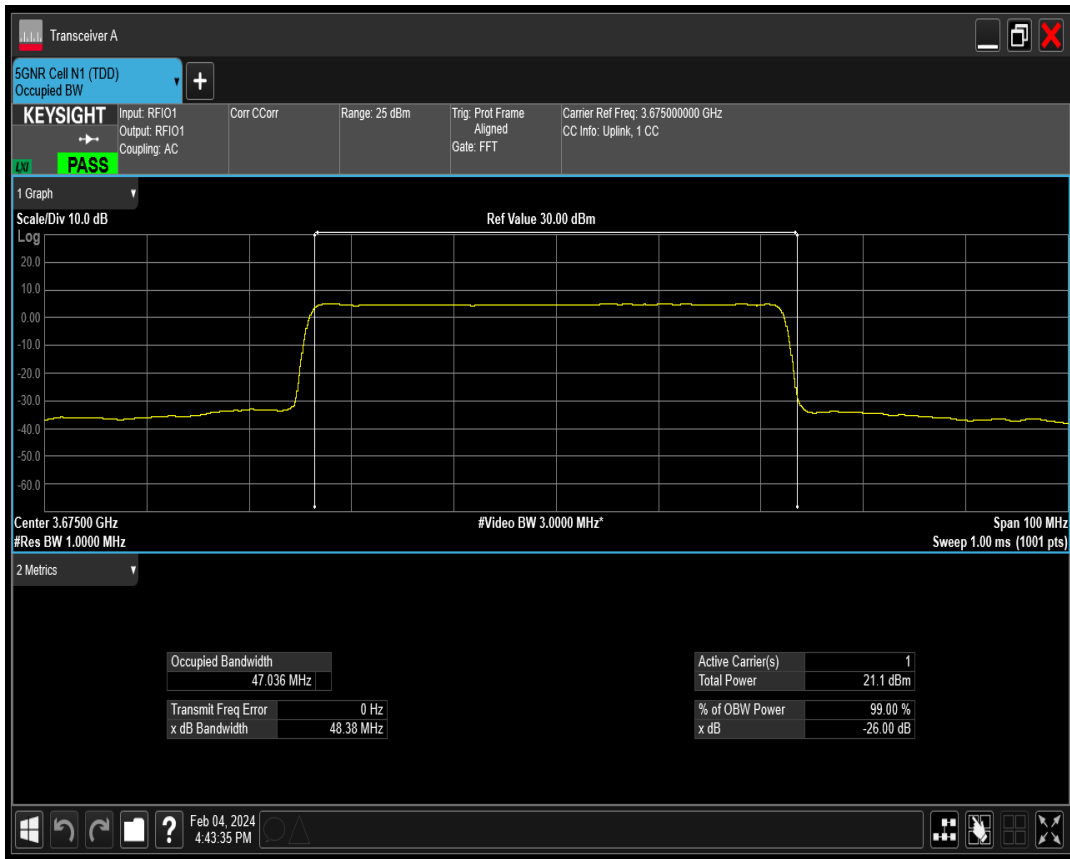 Transceiver A
5GNR Cell N1 (TDD)
Occupied BW
+
KEYSIGHT
LXI
PASS
Input: RFIO1
Output: RFIO1
Coupling: AC
Corr CCorr
Range: 25 dBm
Trig: Prot Frame
Aligned
Gate: FFT
Carrier Ref Freq: 3.675000000 GHz
CC Info: Uplink, 1 CC
1 Graph
Scale/Div 10.0 dB
Ref Value 30.00 dBm
Log
20.0
10.0
0.00
-10.0
-20.0
-30.0
-40.0
-50.0
-60.0
Center 3.67500 GHz
#Video BW 3.0000 MHz*
Span 100 MHz
#Res BW 1.0000 MHz
Sweep 1.00 ms (1001 pts)
2 Metrics
Occupied Bandwidth
47.036 MHz
Transmit Freq Error 0 Hz
x dB Bandwidth 48.38 MHz
Active Carrier(s) 1
Total Power 21.1 dBm
% of OBW Power 99.00 %
x dB -26.00 dB
?
Feb 04, 2024
4:43:35 PM